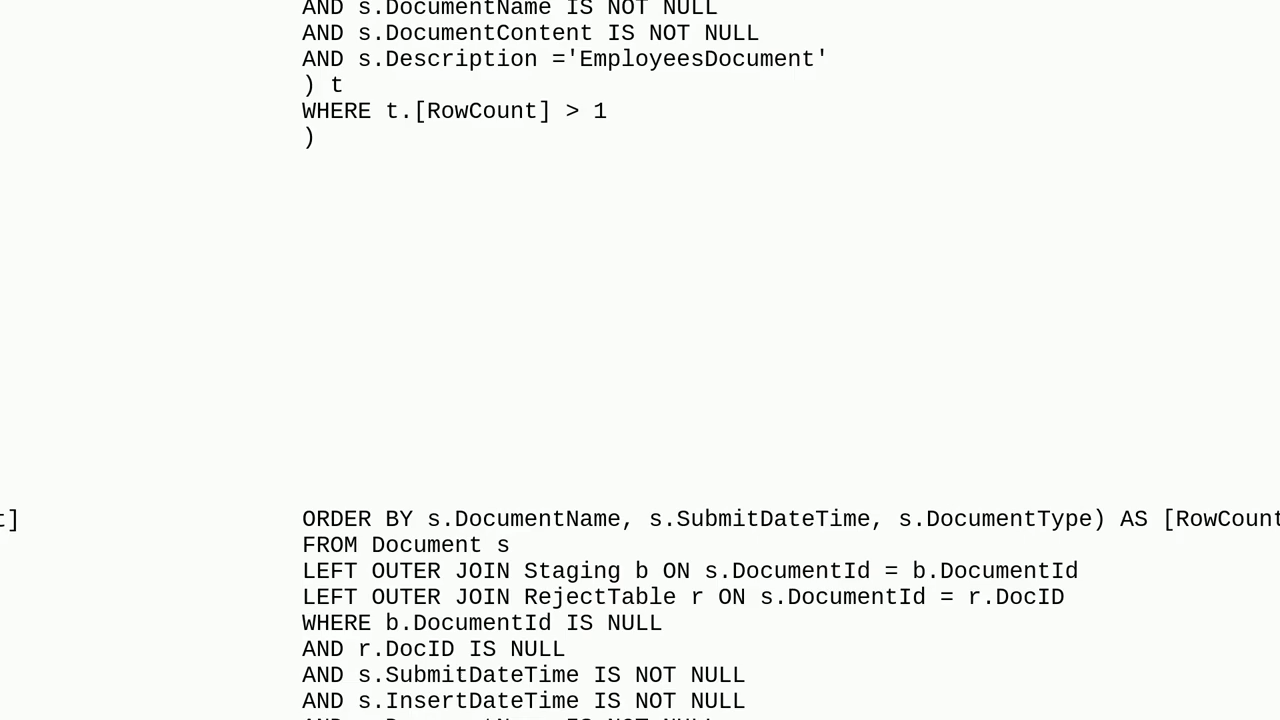 AND s.DocumentName IS NOT NULL
AND s.DocumentContent IS NOT NULL
AND s.Description ='EmployeesDocument'
) t
WHERE t.[RowCount] > 1
)
t] ORDER BY s.DocumentName, s.SubmitDateTime, s.DocumentType) AS [RowCount
FROM Document s
LEFT OUTER JOIN Staging b ON s.DocumentId = b.DocumentId
LEFT OUTER JOIN RejectTable r ON s.DocumentId = r.DocID
WHERE b.DocumentId IS NULL
AND r.DocID IS NULL
AND s.SubmitDateTime IS NOT NULL
AND s.InsertDateTime IS NOT NULL